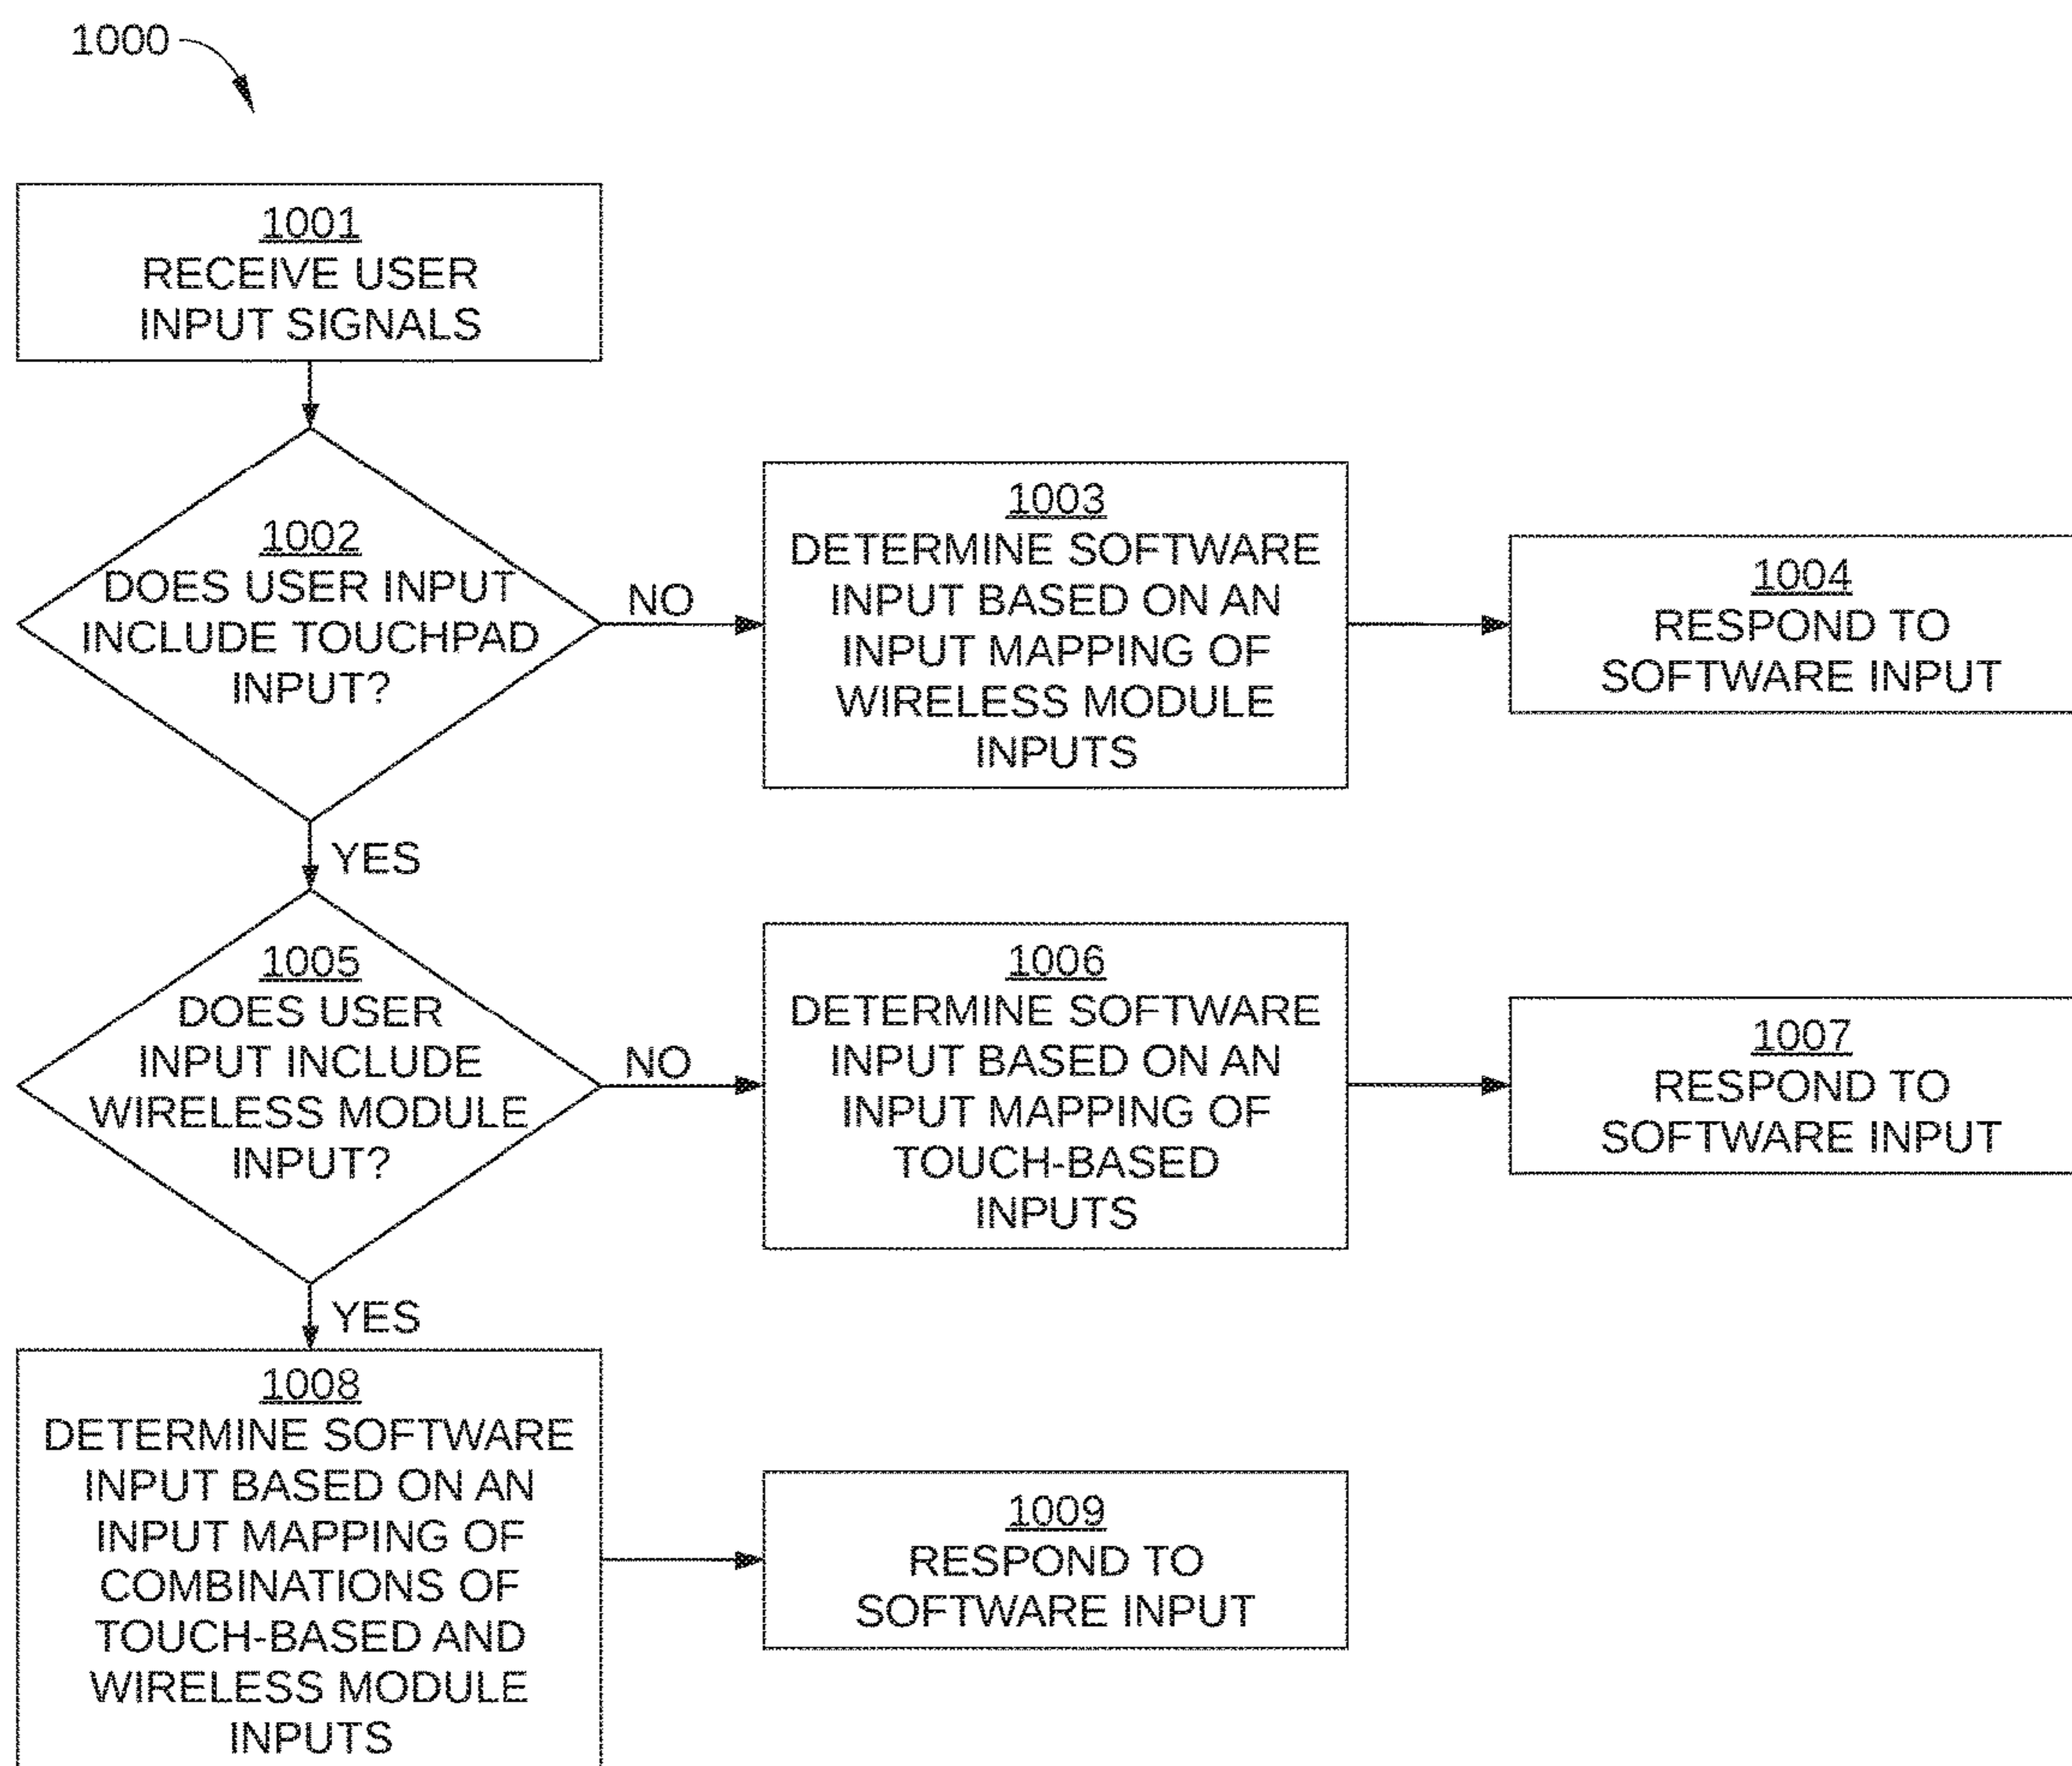 1000
1001
RECEIVE USER
INPUT SIGNALS
1002
DOES USER INPUT
INCLUDE TOUCHPAD
INPUT?
NO
1003
DETERMINE SOFTWARE
INPUT BASED ON AN
INPUT MAPPING OF
WIRELESS MODULE
INPUTS
1004
RESPOND TO
SOFTWARE INPUT
YES
1005
DOES USER
INPUT INCLUDE
WIRELESS MODULE
INPUT?
NO
1006
DETERMINE SOFTWARE
INPUT BASED ON AN
INPUT MAPPING OF
TOUCH-BASED
INPUTS
1007
RESPOND TO
SOFTWARE INPUT
YES
1008
DETERMINE SOFTWARE
INPUT BASED ON AN
INPUT MAPPING OF
COMBINATIONS OF
TOUCH-BASED AND
WIRELESS MODULE
INPUTS
1009
RESPOND TO
SOFTWARE INPUT